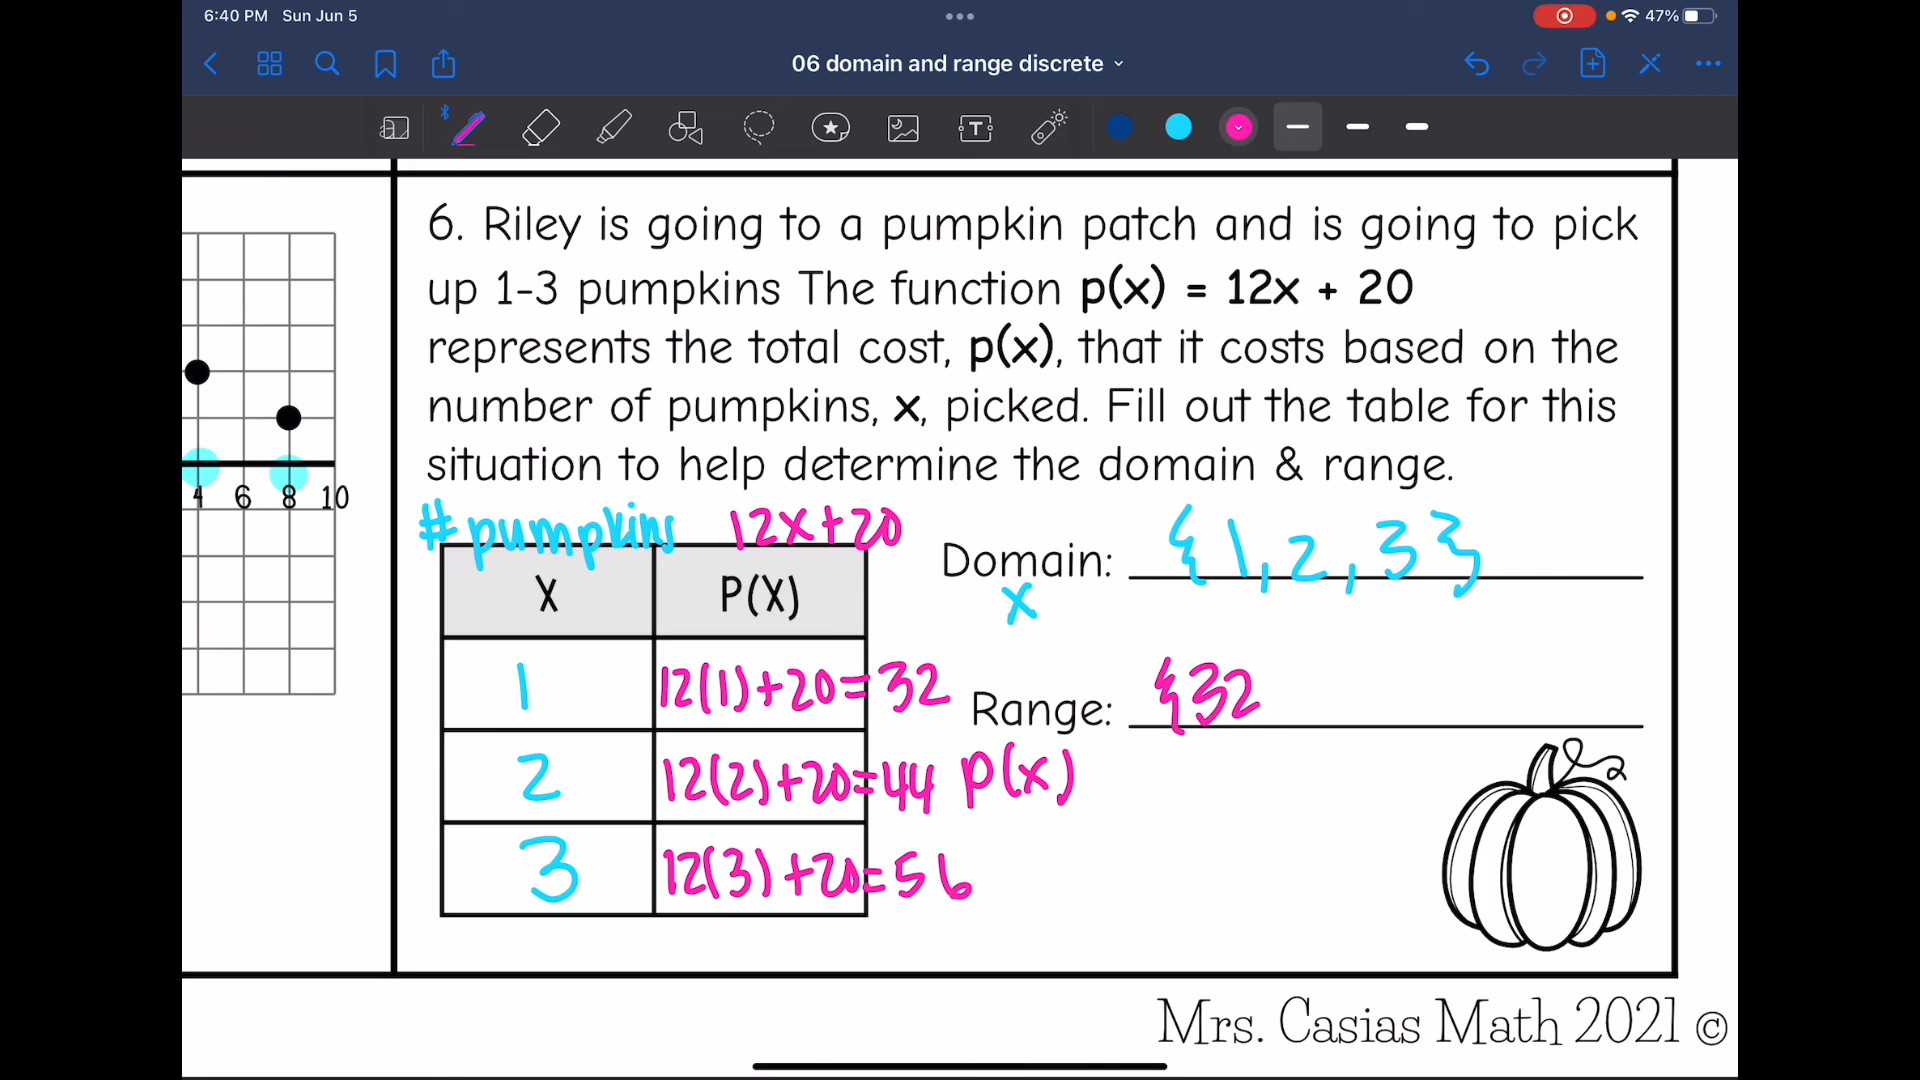 6:40 PM Sun Jun 5
47%
06 domain and range discrete
T
6. Riley is going to a pumpkin patch and is going to pick
up 1-3 pumpkins The function p(x) = 12x + 20
represents the total cost, p(x), that it costs based on the
number of pumpkins, x, picked. Fill out the table for this
situation to help determine the domain & range.
4 6 8 10
# pumpkins 12x+20
X P(X)
1 12(1)+20=32
2 12(2)+20=44
3 12(3)+20=56
Domain: {1, 2, 3}
x
Range: {32
p(x)
Mrs. Casias Math 2021 ©